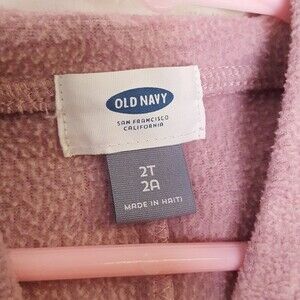 OLD NAVY
SAN FRANCISCO
CALIFORNIA
2T
2A
MADE IN HAITI